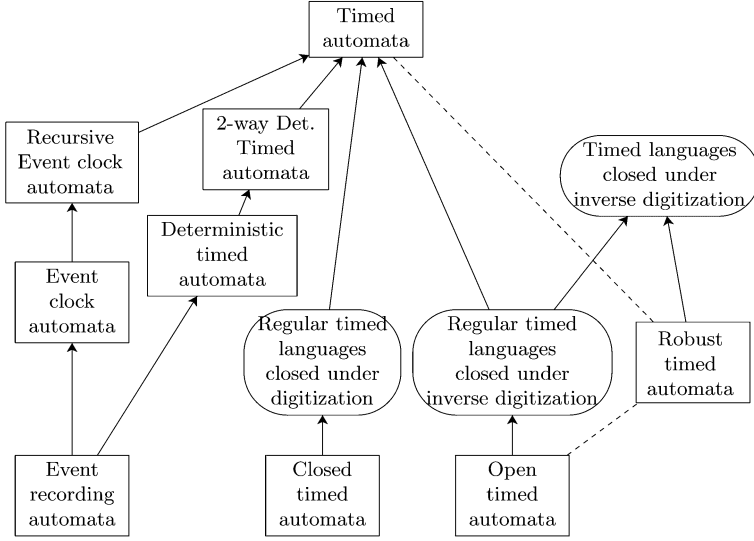 Timed
automata
2-way Det.
Timed
automata
Recursive
Event clock
automata
Timed languages
closed under
inverse digitization
Deterministic
timed
automata
Event
clock
automata
Regular timed
languages
closed under
digitization
Regular timed
languages
closed under
inverse digitization
Robust
timed
automata
Event
recording
automata
Closed
timed
automata
Open
timed
automata